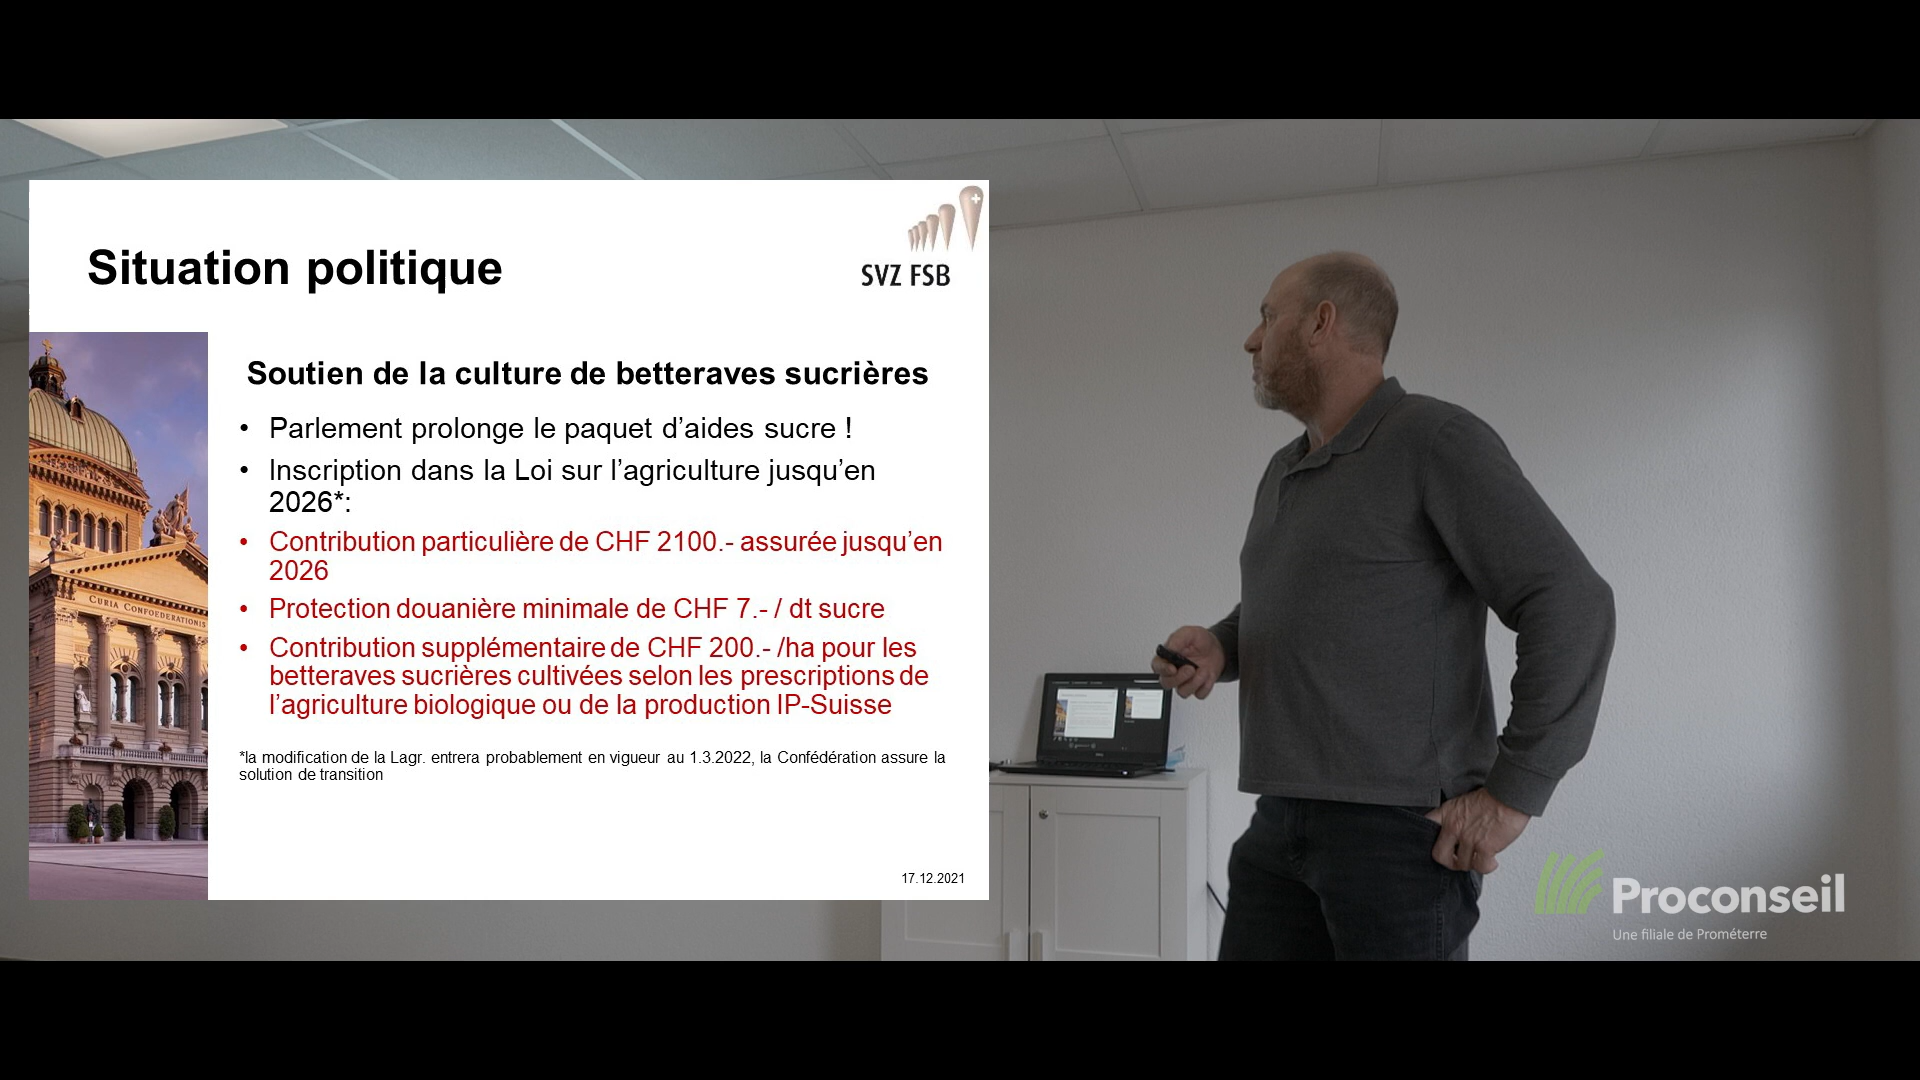 SVZ FSB
Situation politique
Soutien de la culture de betteraves sucrières
• Parlement prolonge le paquet d’aides sucre !
• Inscription dans la Loi sur l’agriculture jusqu’en
2026*:
• Contribution particulière de CHF 2100.- assurée jusqu’en
2026
• Protection douanière minimale de CHF 7.- / dt sucre
• Contribution supplémentaire de CHF 200.- /ha pour les
betteraves sucrières cultivées selon les prescriptions de
l’agriculture biologique ou de la production IP-Suisse
*la modification de la Lagr. entrera probablement en vigueur au 1.3.2022, la Confédération assure la
solution de transition
17.12.2021
CURIA CONFOEDERATIONIS
Proconseil
Une filiale de Prométerre